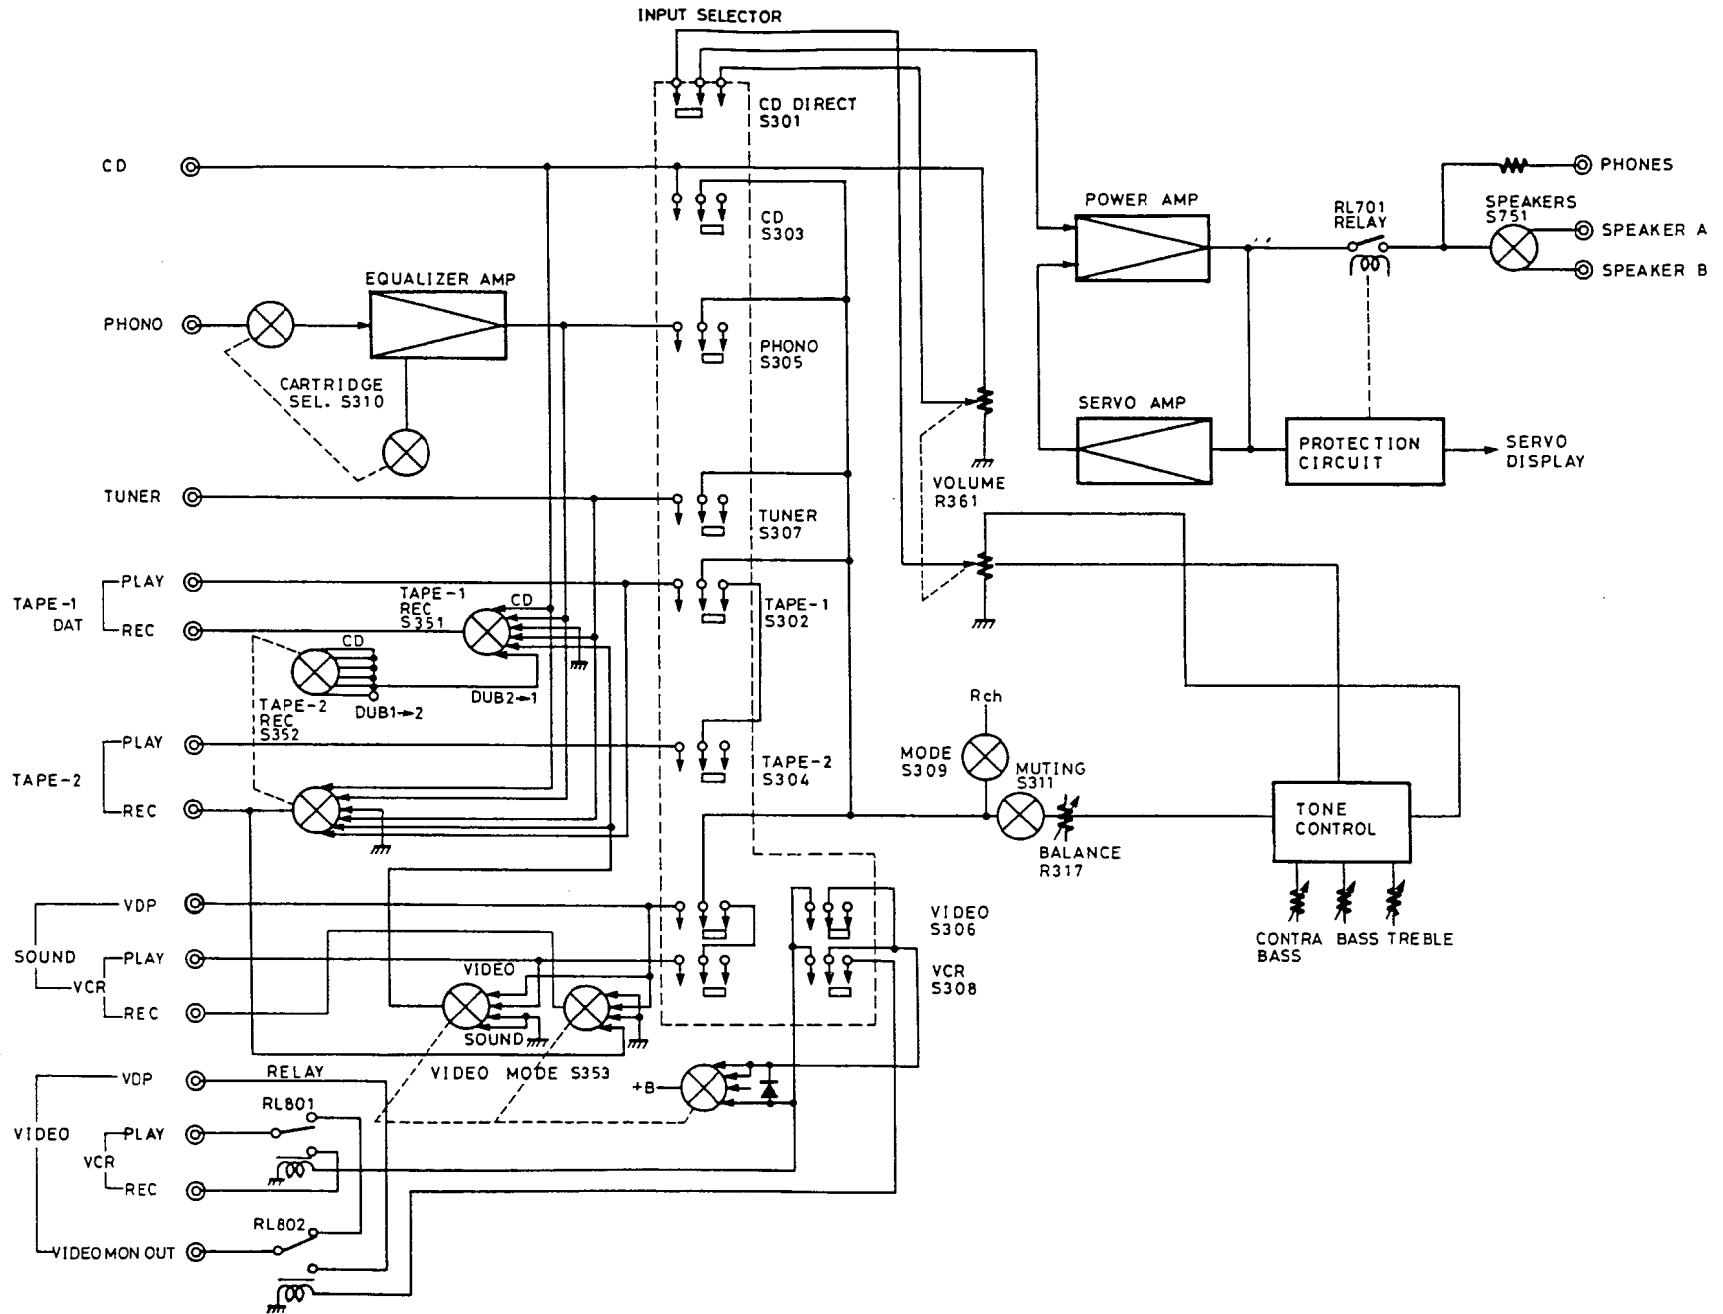 INPUT SELECTOR
CD DIRECT
S301
CD
CD
S303
POWER AMP
RL701
RELAY
PHONES
SPEAKERS
S751
SPEAKER A
SPEAKER B
EQUALIZER AMP
PHONO
PHONO
S305
CARTRIDGE
SEL. S310
SERVO AMP
PROTECTION
CIRCUIT
SERVO
DISPLAY
VOLUME
R361
TUNER
TUNER
S307
TAPE-1
DAT
PLAY
REC
TAPE-1
REC
S351
CD
TAPE-1
S302
CD
DUB1→2
DUB2→1
TAPE-2
REC
S352
TAPE-2
PLAY
REC
TAPE-2
S304
Rch
MODE
S309
MUTING
S311
BALANCE
R317
TONE
CONTROL
CONTRA
BASS
BASS
TREBLE
SOUND
VDP
VCR
PLAY
REC
VIDEO
SOUND
VIDEO MODE S353
VIDEO
S306
VCR
S308
+B
VIDEO
VDP
VCR
PLAY
REC
VIDEO MON OUT
RELAY
RL801
RL802